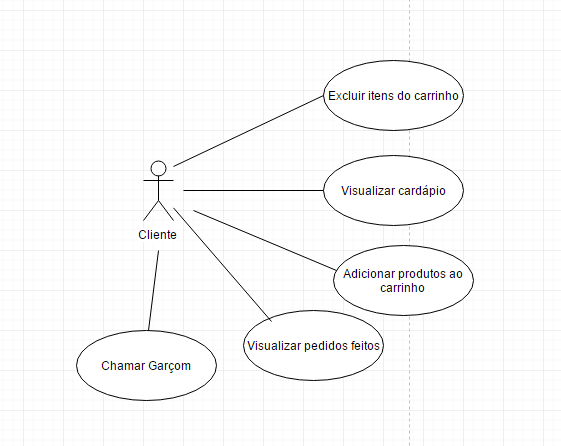 Excluir itens do carrinho
Visualizar cardápio
Cliente
Adicionar produtos ao
carrinho
Visualizar pedidos feitos
Chamar Garçom